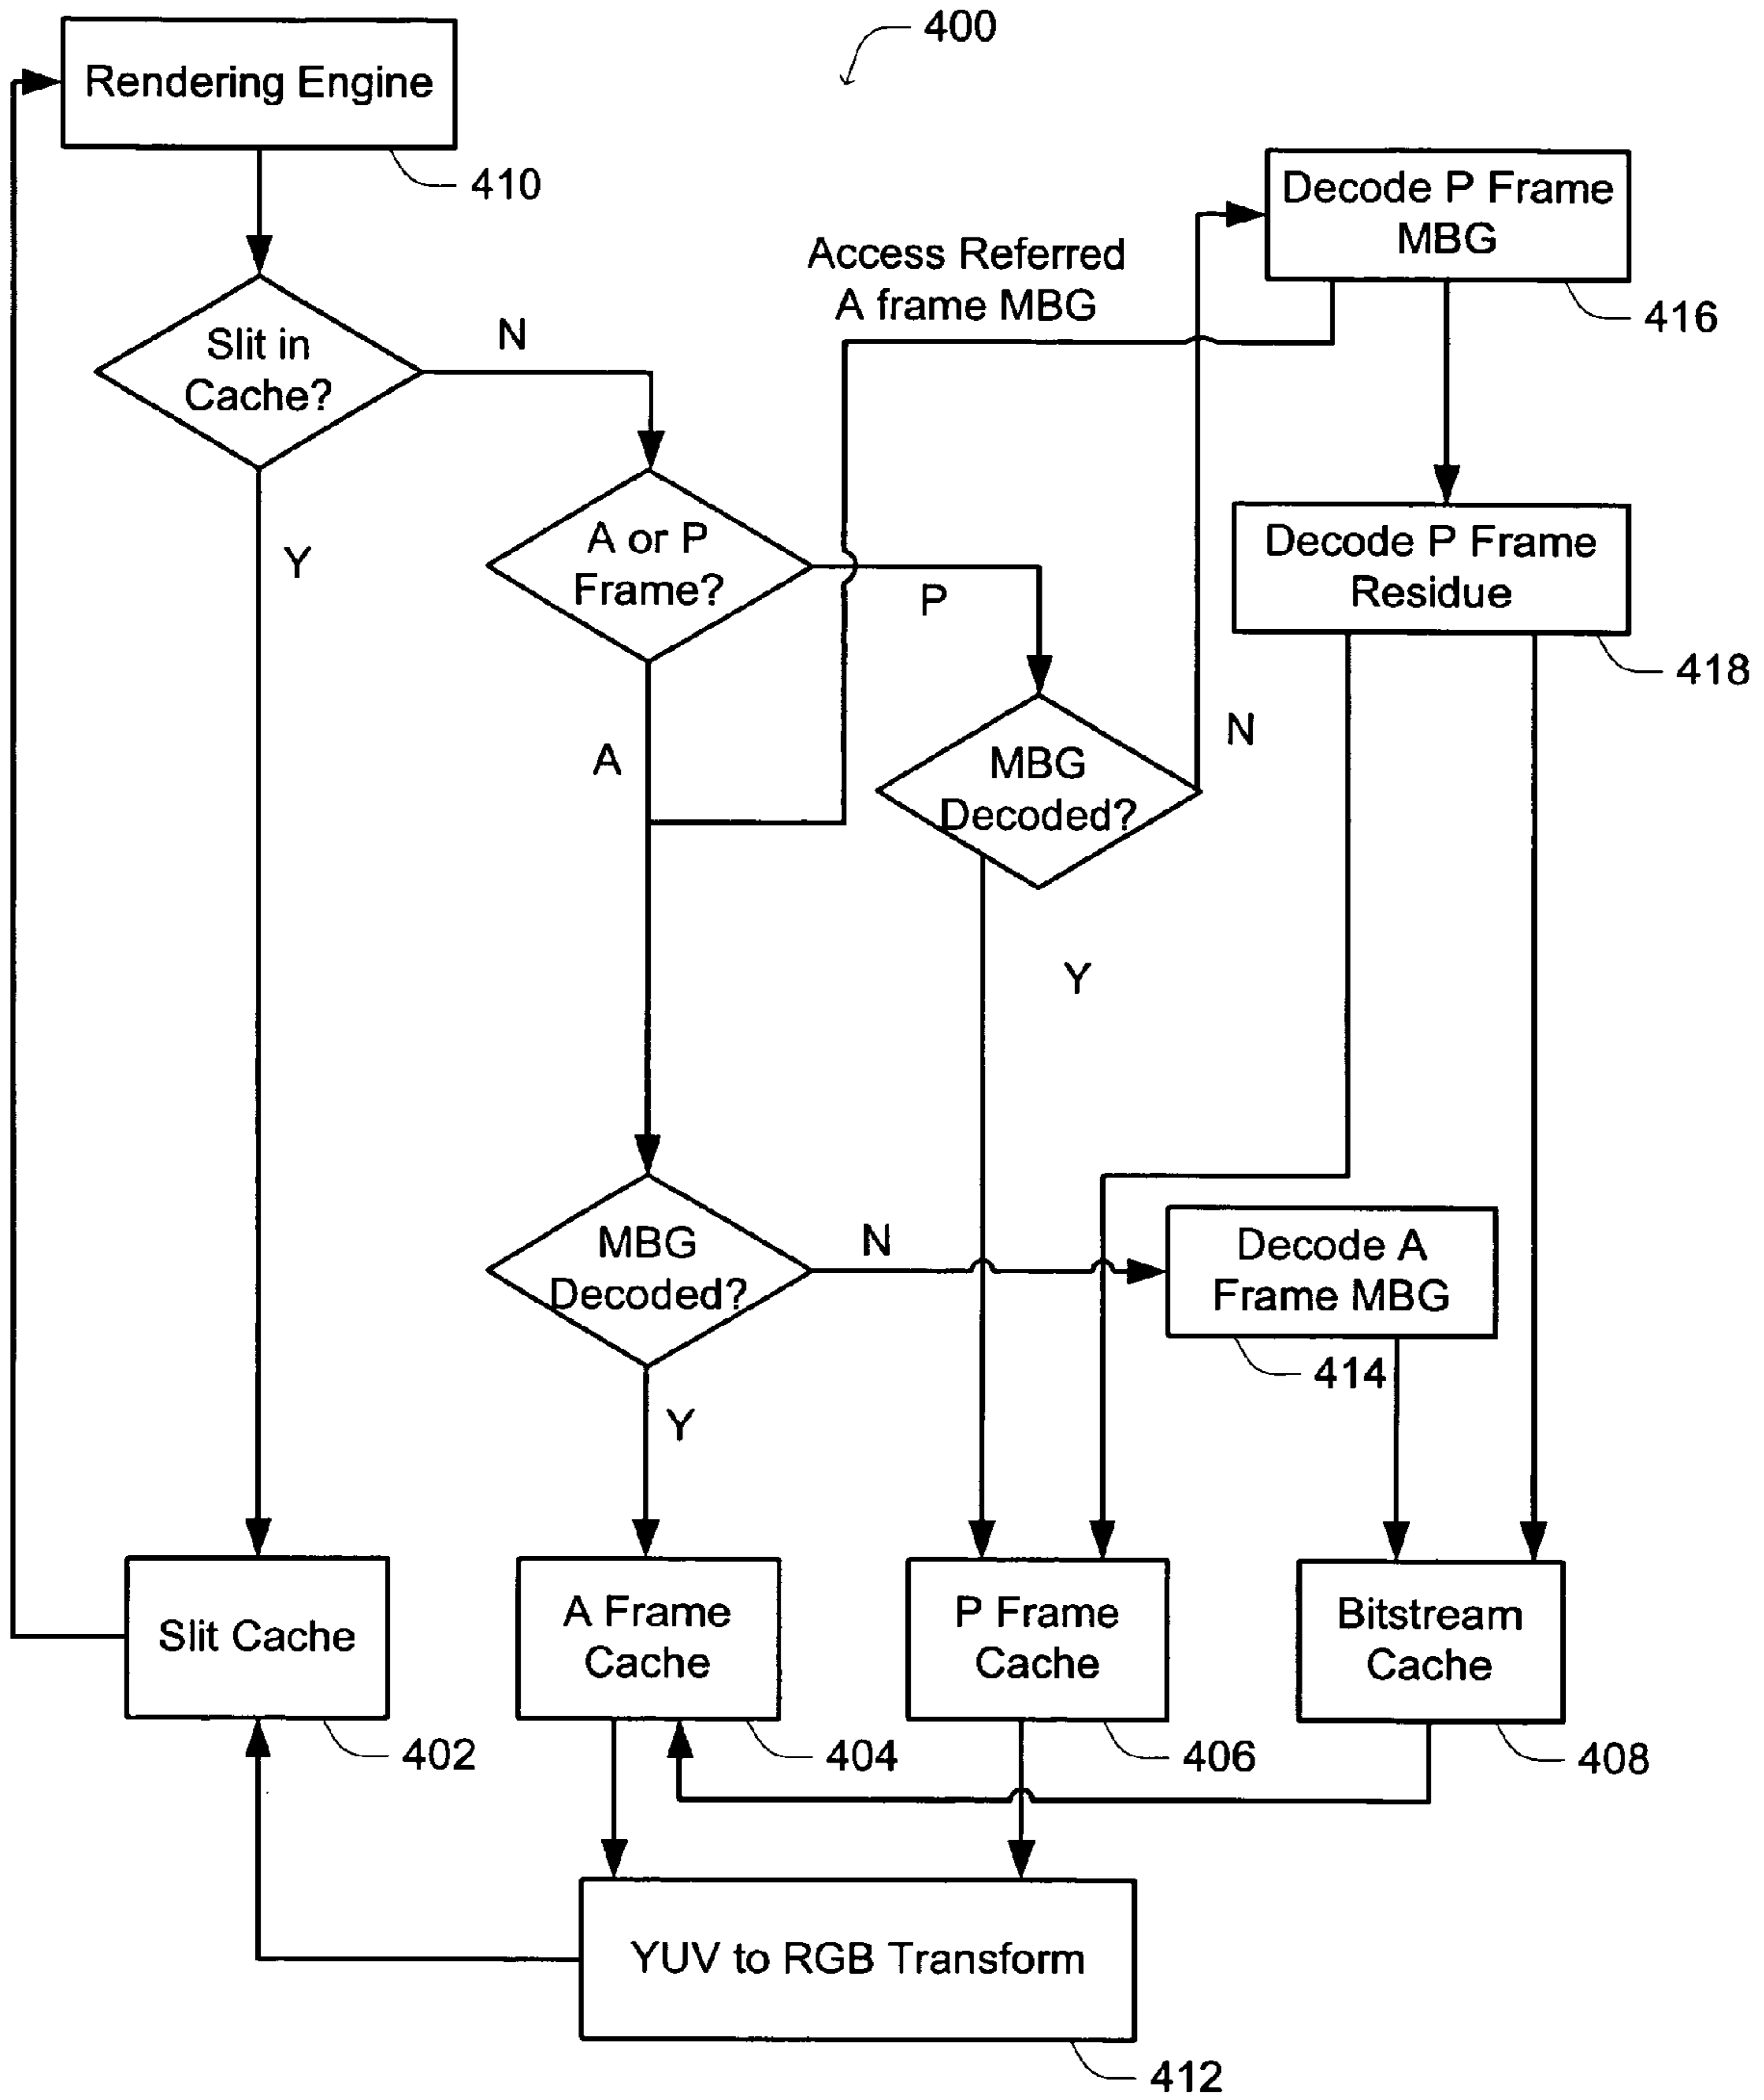 400
Rendering Engine
410
Decode P Frame
MBG
416
Access Referred
A frame MBG
Slit in
Cache?
N
Y
A or P
Frame?
P
A
Decode P Frame
Residue
418
MBG
Decoded?
N
Y
MBG
Decoded?
N
Y
Decode A
Frame MBG
414
Slit Cache
402
A Frame
Cache
404
P Frame
Cache
406
Bitstream
Cache
408
YUV to RGB Transform
412